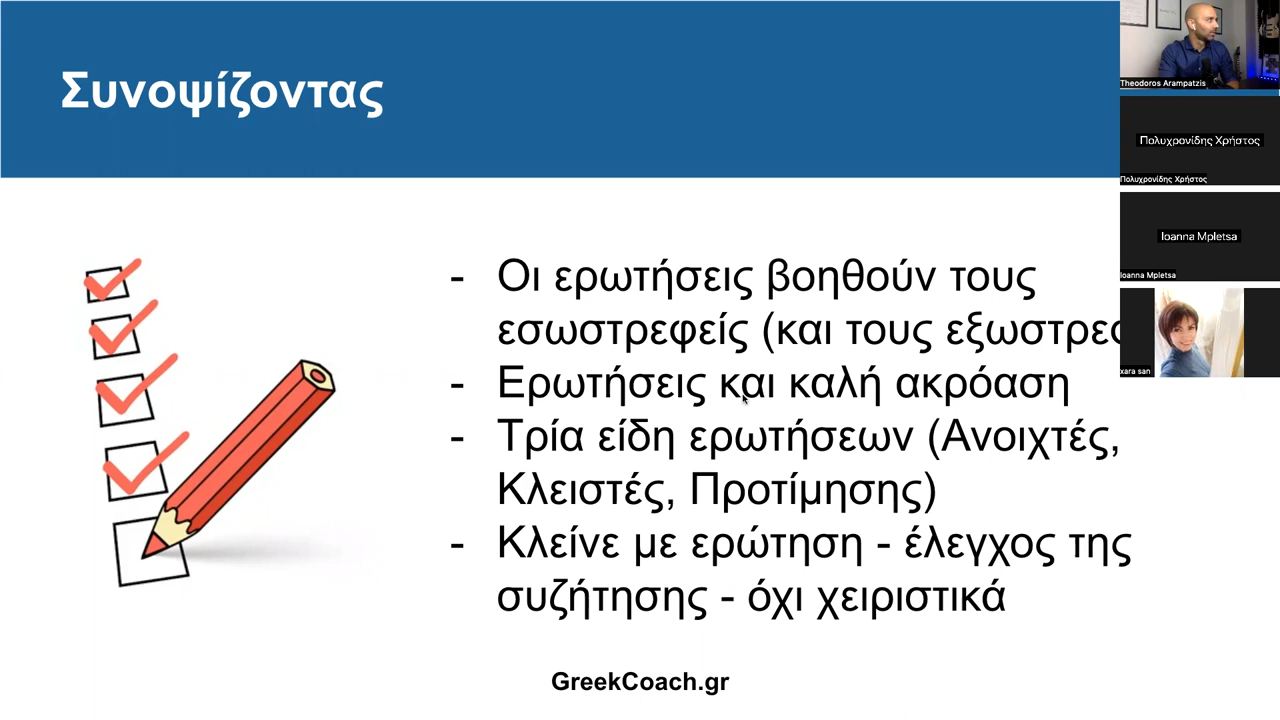 Συνοψίζοντας
- Οι ερωτήσεις βοηθούν τους
εσωστρεφείς (και τους
- Ερωτήσεις και καλή ακρόαση
- Τρία είδη ερωτήσεων (Ανοιχτές,
Κλειστές, Προτίμησης)
- Κλείνε με ερώτηση - έλεγχος της
συζήτησης - όχι χειριστικά
GreekCoach.gr
Theodoros Arampatzis
Πολυχρονίδης Χρήστος
Πολυχρονίδης Χρήστος
Ioanna Mpletsa
Ioanna Mpletsa
xara san